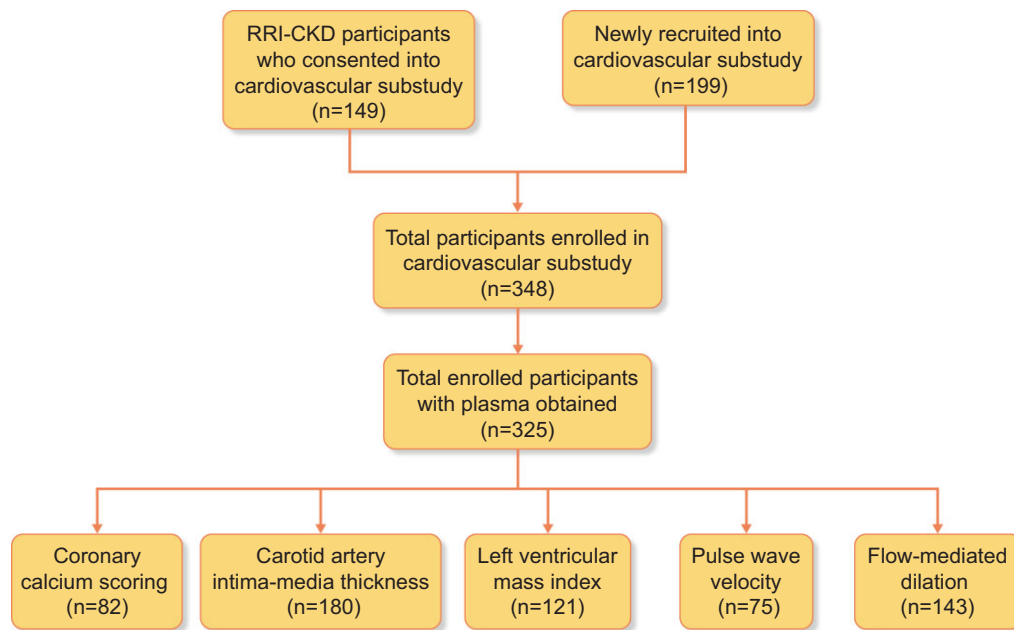 RRI-CKD participants
who consented into
cardiovascular substudy
(n=149)
Newly recruited into
cardiovascular substudy
(n=199)
Total participants enrolled in
cardiovascular substudy
(n=348)
Total enrolled participants
with plasma obtained
(n=325)
Coronary
calcium scoring
(n=82)
Carotid artery
intima-media thickness
(n=180)
Left ventricular
mass index
(n=121)
Pulse wave
velocity
(n=75)
Flow-mediated
dilation
(n=143)